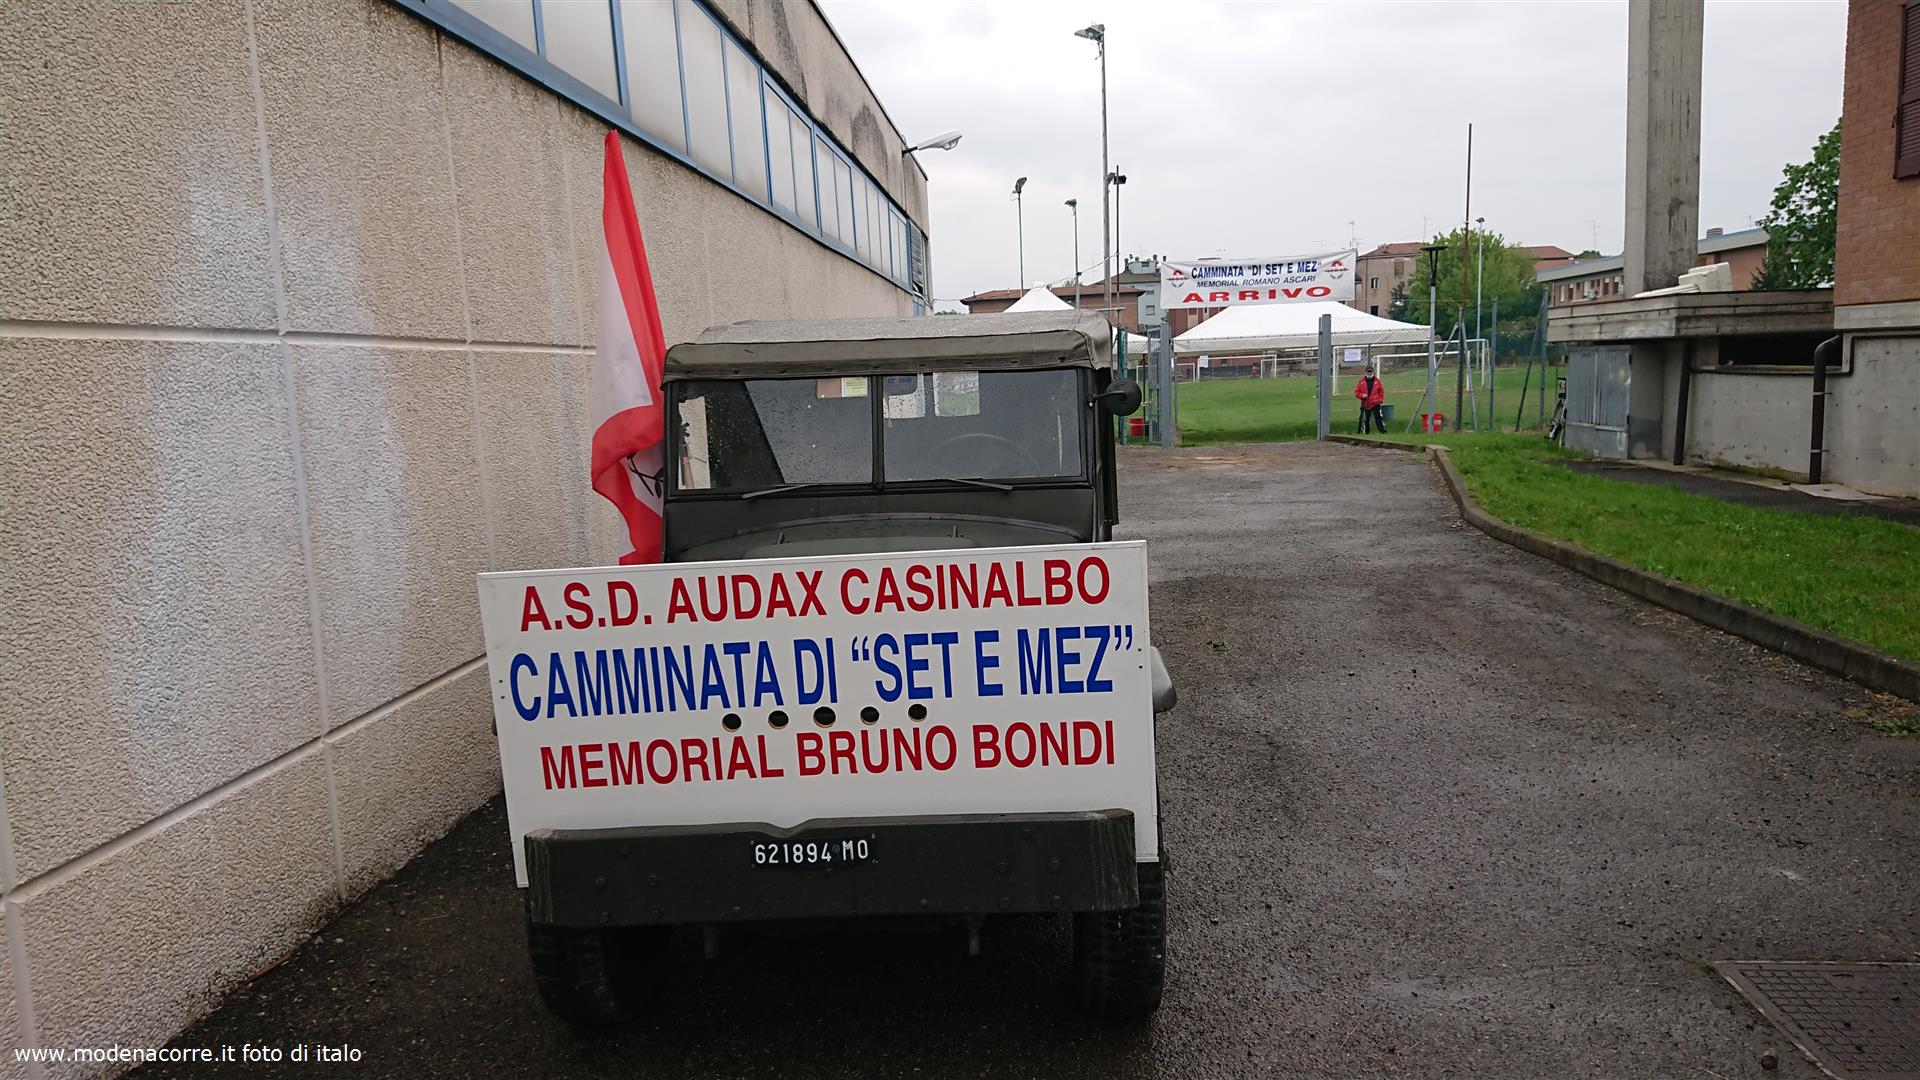 CAMMINATA "DI SET E MEZ"
MEMORIAL ROMANO ASCARI
ARRIVO
A.S.D. AUDAX CASINALBO
CAMMINATA DI “SET E MEZ”
MEMORIAL BRUNO BONDI
621894 MO
www.modenacorre.it foto di italo